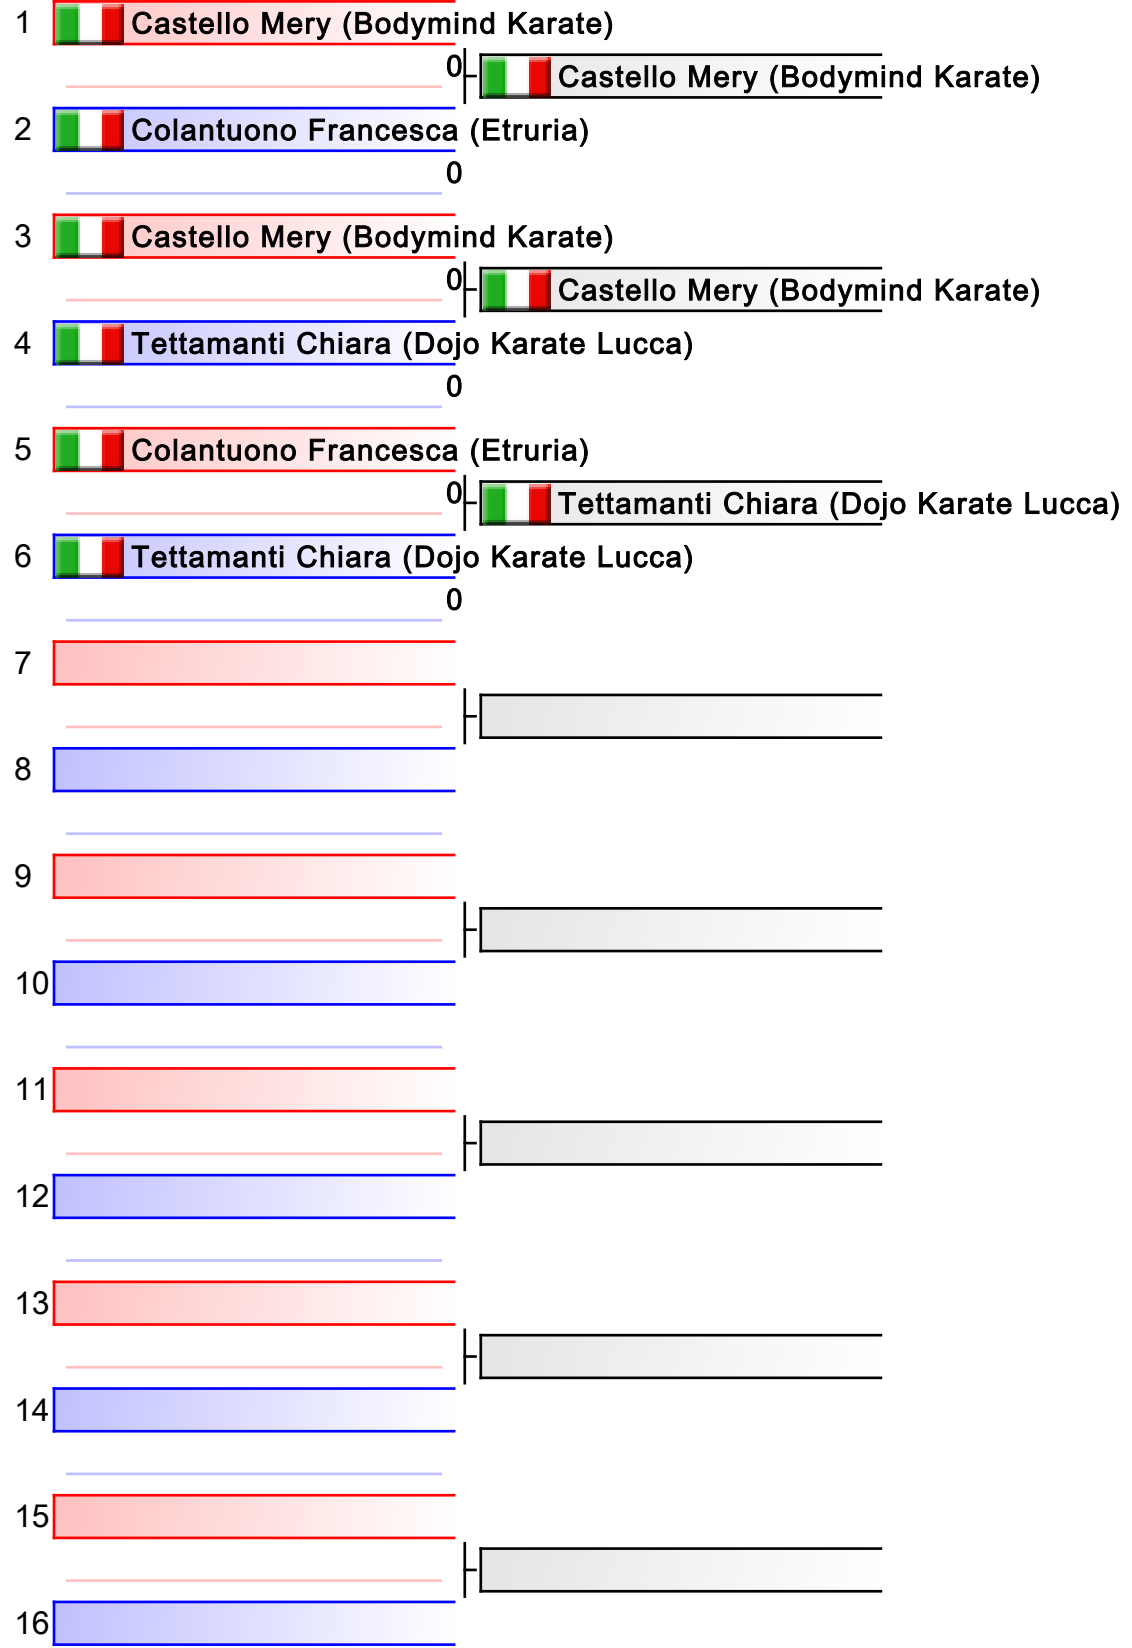 1 Castello Mery (Bodymind Karate)
0 Castello Mery (Bodymind Karate)
2 Colantuono Francesca (Etruria)
0
3 Castello Mery (Bodymind Karate)
0 Castello Mery (Bodymind Karate)
4 Tettamanti Chiara (Dojo Karate Lucca)
0
5 Colantuono Francesca (Etruria)
0 Tettamanti Chiara (Dojo Karate Lucca)
6 Tettamanti Chiara (Dojo Karate Lucca)
0
7
8
9
10
11
12
13
14
15
16